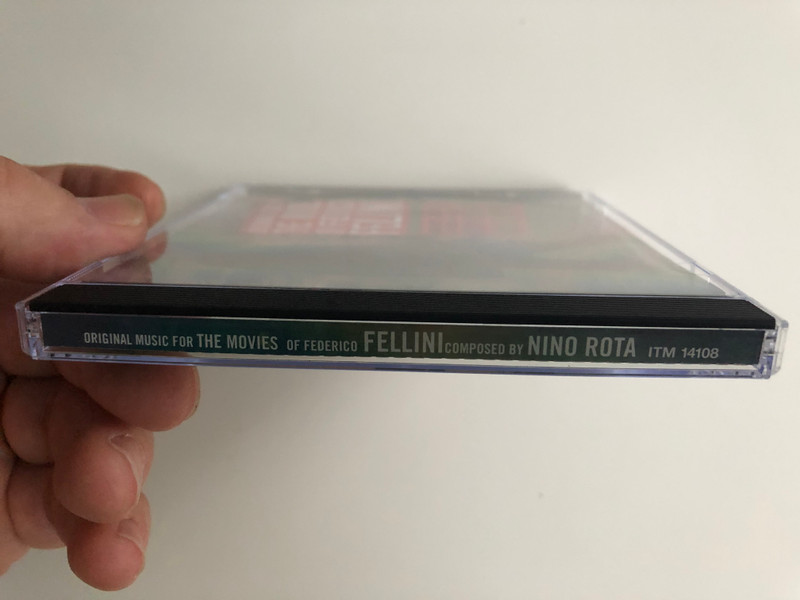 ORIGINAL MUSIC FOR THE MOVIES OF FEDERICO FELLINI COMPOSED BY NINO ROTA ITM 14108